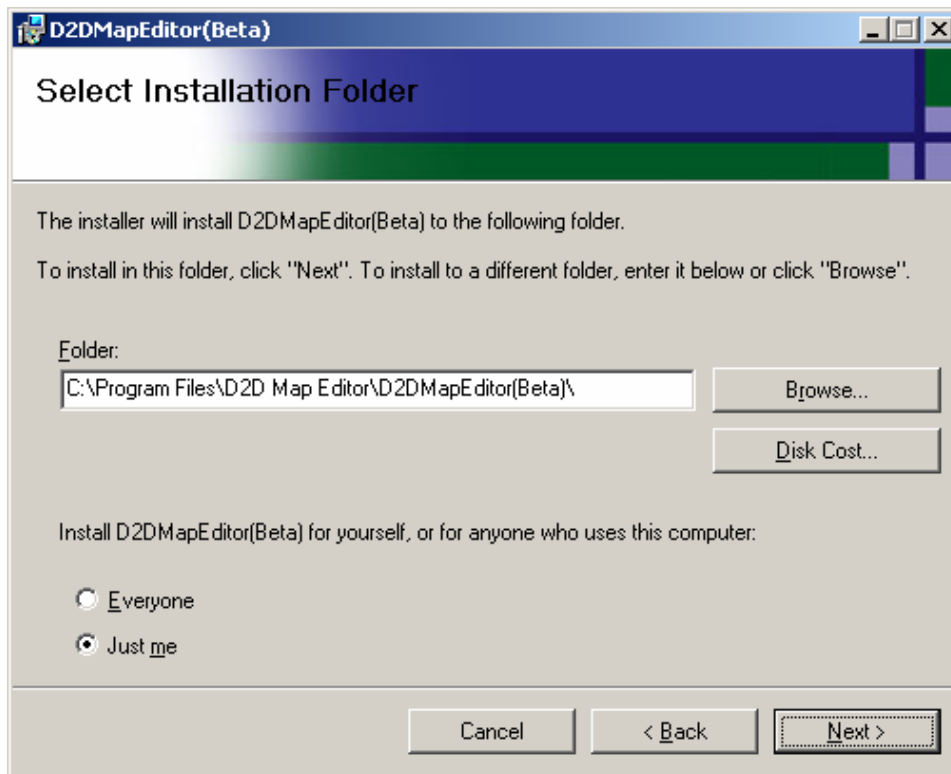 D2DMapEditor(Beta)
Select Installation Folder
The installer will install D2DMapEditor(Beta) to the following folder.
To install in this folder, click "Next". To install to a different folder, enter it below or click "Browse".
Folder:
C:\Program Files\D2D Map Editor\D2DMapEditor(Beta)\
Browse...
Disk Cost...
Install D2DMapEditor(Beta) for yourself, or for anyone who uses this computer:
Everyone
Just me
Cancel
< Back
Next >